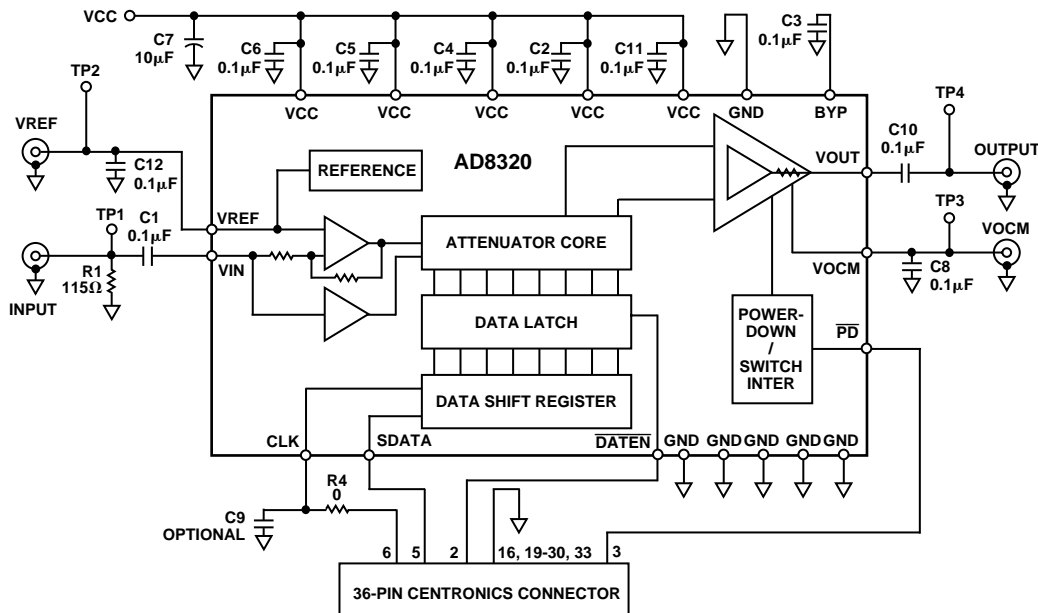 VCC
C7
10µF
C6
0.1µF
C5
0.1µF
C4
0.1µF
C2
0.1µF
C11
0.1µF
C3
0.1µF
TP2
VCC
VCC
VCC
VCC
VCC
GND
BYP
TP4
VREF
AD8320
C10
0.1µF
OUTPUT
C12
0.1µF
REFERENCE
VOUT
TP1
C1
0.1µF
VREF
TP3
VOCM
ATTENUATOR CORE
VIN
VOCM
C8
0.1µF
R1
115Ω
INPUT
DATA LATCH
POWER-
DOWN
/
SWITCH
INTER
PD
DATA SHIFT REGISTER
CLK
SDATA
DATEN
GND
GND
GND
GND
GND
R4
0
C9
OPTIONAL
6
5
2
16, 19-30, 33
3
36-PIN CENTRONICS CONNECTOR